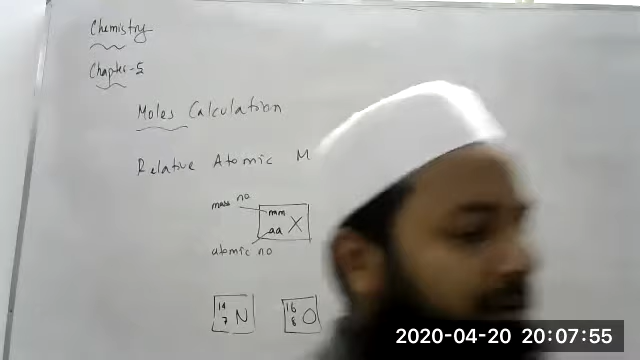 Chemistry
Chapter-5
Moles Calculation
Relative Atomic M
mass no
mm
aa X
atomic no
14
7 N
16
8 O
2020-04-20 20:07:55